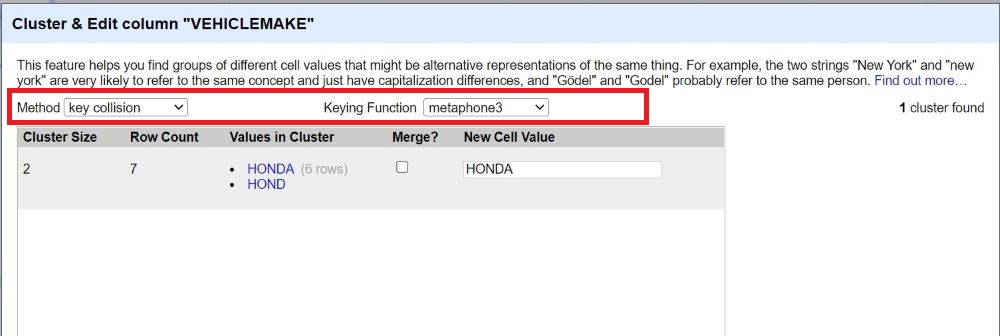 Cluster & Edit column "VEHICLEMAKE"
This feature helps you find groups of different cell values that might be alternative representations of the same thing. For example, the two strings "New York" and "new
york" are very likely to refer to the same concept and just have capitalization differences, and "Gödel" and "Godel" probably refer to the same person. Find out more…
Method key collision Keying Function metaphone3 1 cluster found
Cluster Size Row Count Values in Cluster Merge? New Cell Value
2 7 • HONDA (6 rows) HONDA
• HOND